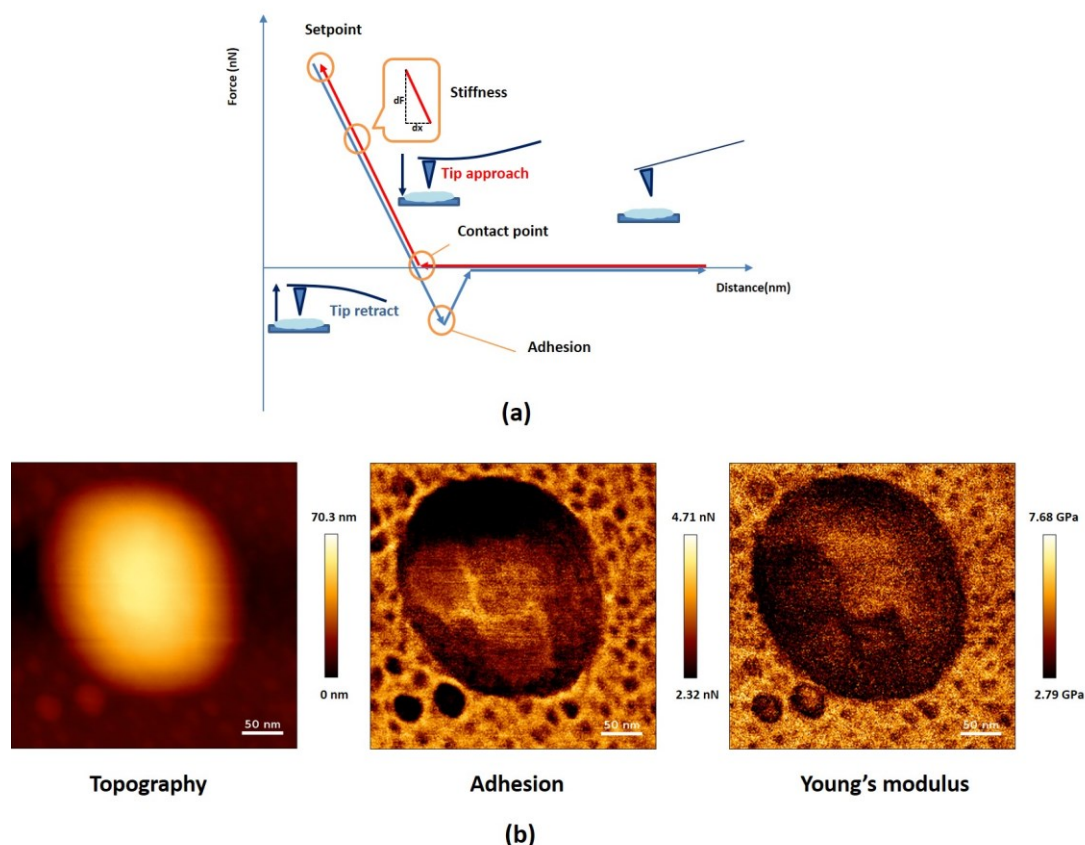 Setpoint
Force (nN)
Stiffness
dF
dx
Tip approach
Contact point
Distance(nm)
Tip retract
Adhesion
(a)
70.3 nm
4.71 nN
7.68 GPa
0 nm
2.32 nN
2.79 GPa
50 nm
50 nm
50 nm
Topography
Adhesion
Young's modulus
(b)